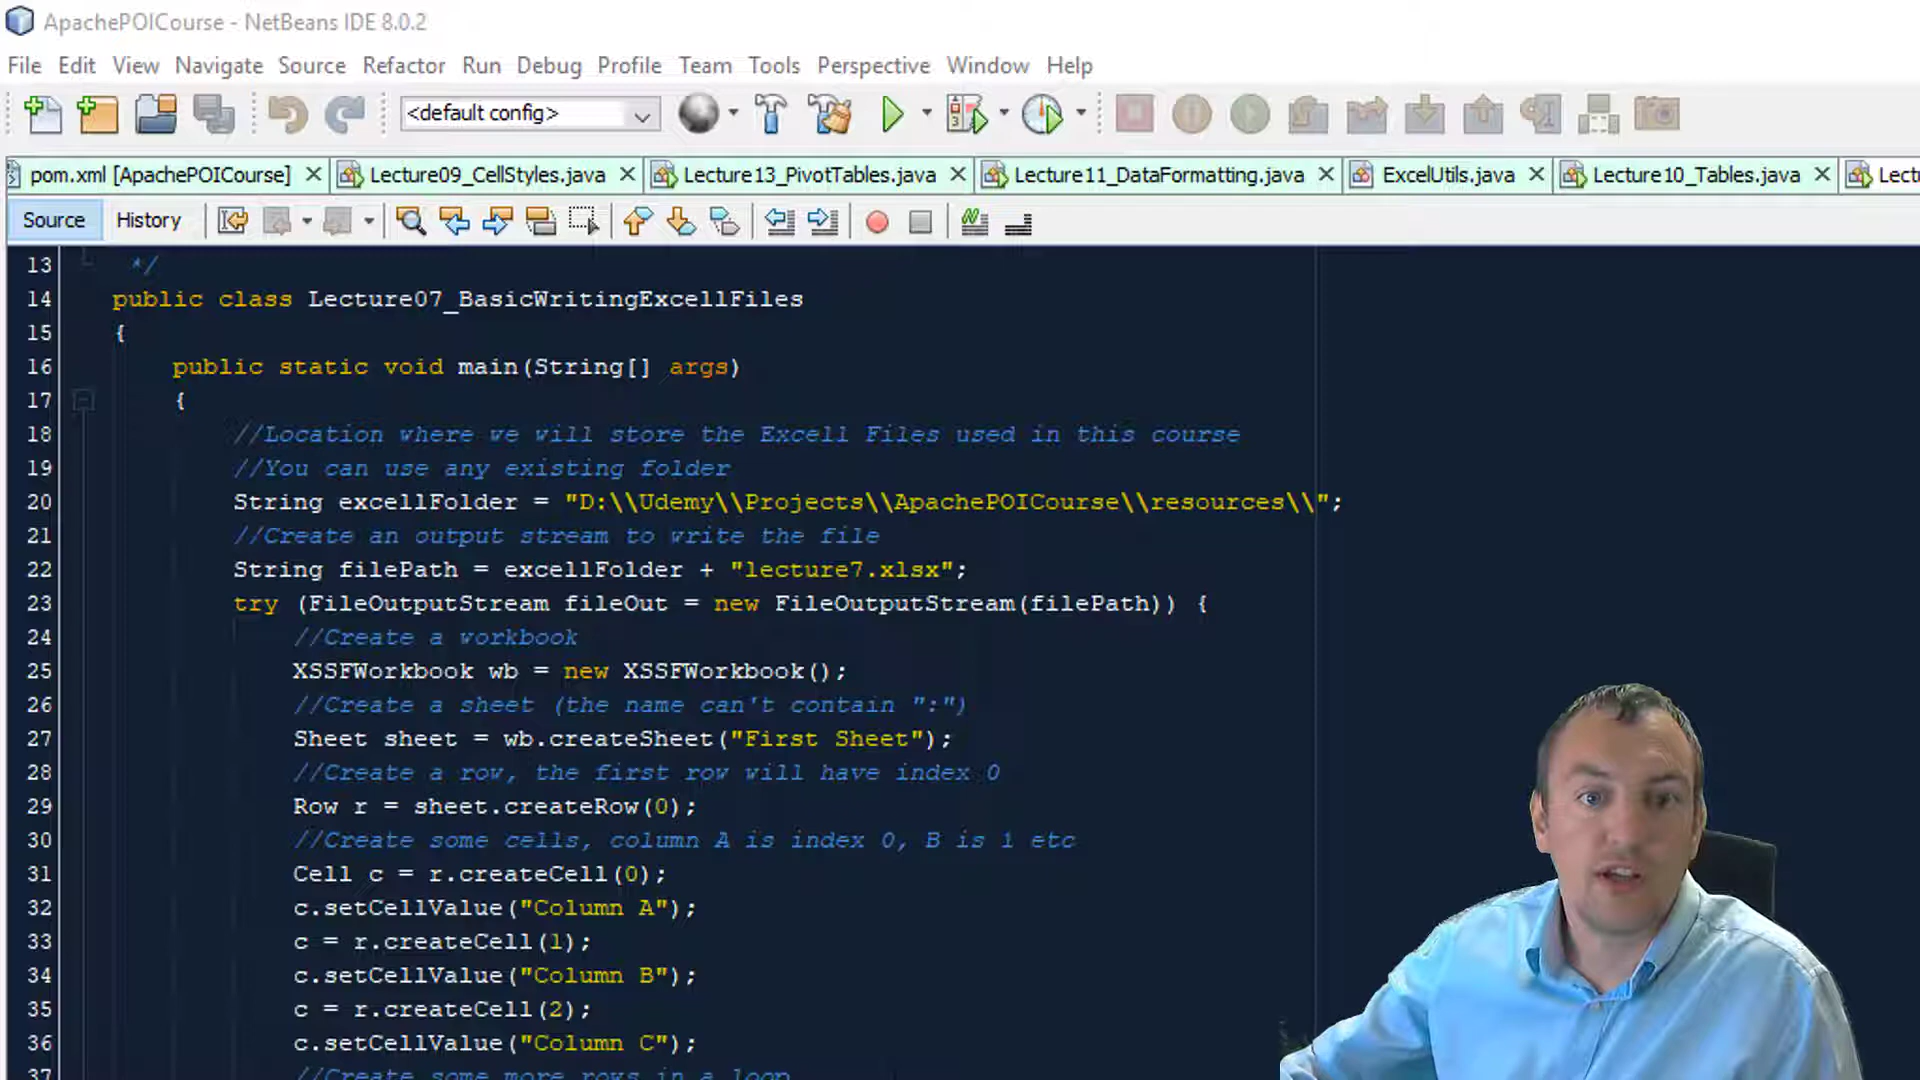 ApachePOICourse - NetBeans IDE 8.0.2
File Edit View Navigate Source Refactor Run Debug Profile Team Tools Perspective Window Help
<default config>
pom.xml [ApachePOICourse] Lecture09_CellStyles.java Lecture13_PivotTables.java Lecture11_DataFormatting.java ExcelUtils.java Lecture10_Tables.java Lect
Source History
13 */
14 public class Lecture07_BasicWritingExcellFiles
15 {
16 public static void main(String[] args)
17 {
18 //Location where we will store the Excell Files used in this course
19 //You can use any existing folder
20 String excellFolder = "D:\\Udemy\\Projects\\ApachePOICourse\\resources\\";
21 //Create an output stream to write the file
22 String filePath = excellFolder + "lecture7.xlsx";
23 try (FileOutputStream fileOut = new FileOutputStream(filePath)) {
24 //Create a workbook
25 XSSFWorkbook wb = new XSSFWorkbook();
26 //Create a sheet (the name can't contain ":")
27 Sheet sheet = wb.createSheet("First Sheet");
28 //Create a row, the first row will have index 0
29 Row r = sheet.createRow(0);
30 //Create some cells, column A is index 0, B is 1 etc
31 Cell c = r.createCell(0);
32 c.setCellValue("Column A");
33 c = r.createCell(1);
34 c.setCellValue("Column B");
35 c = r.createCell(2);
36 c.setCellValue("Column C");
37 //Create some more rows in a loop